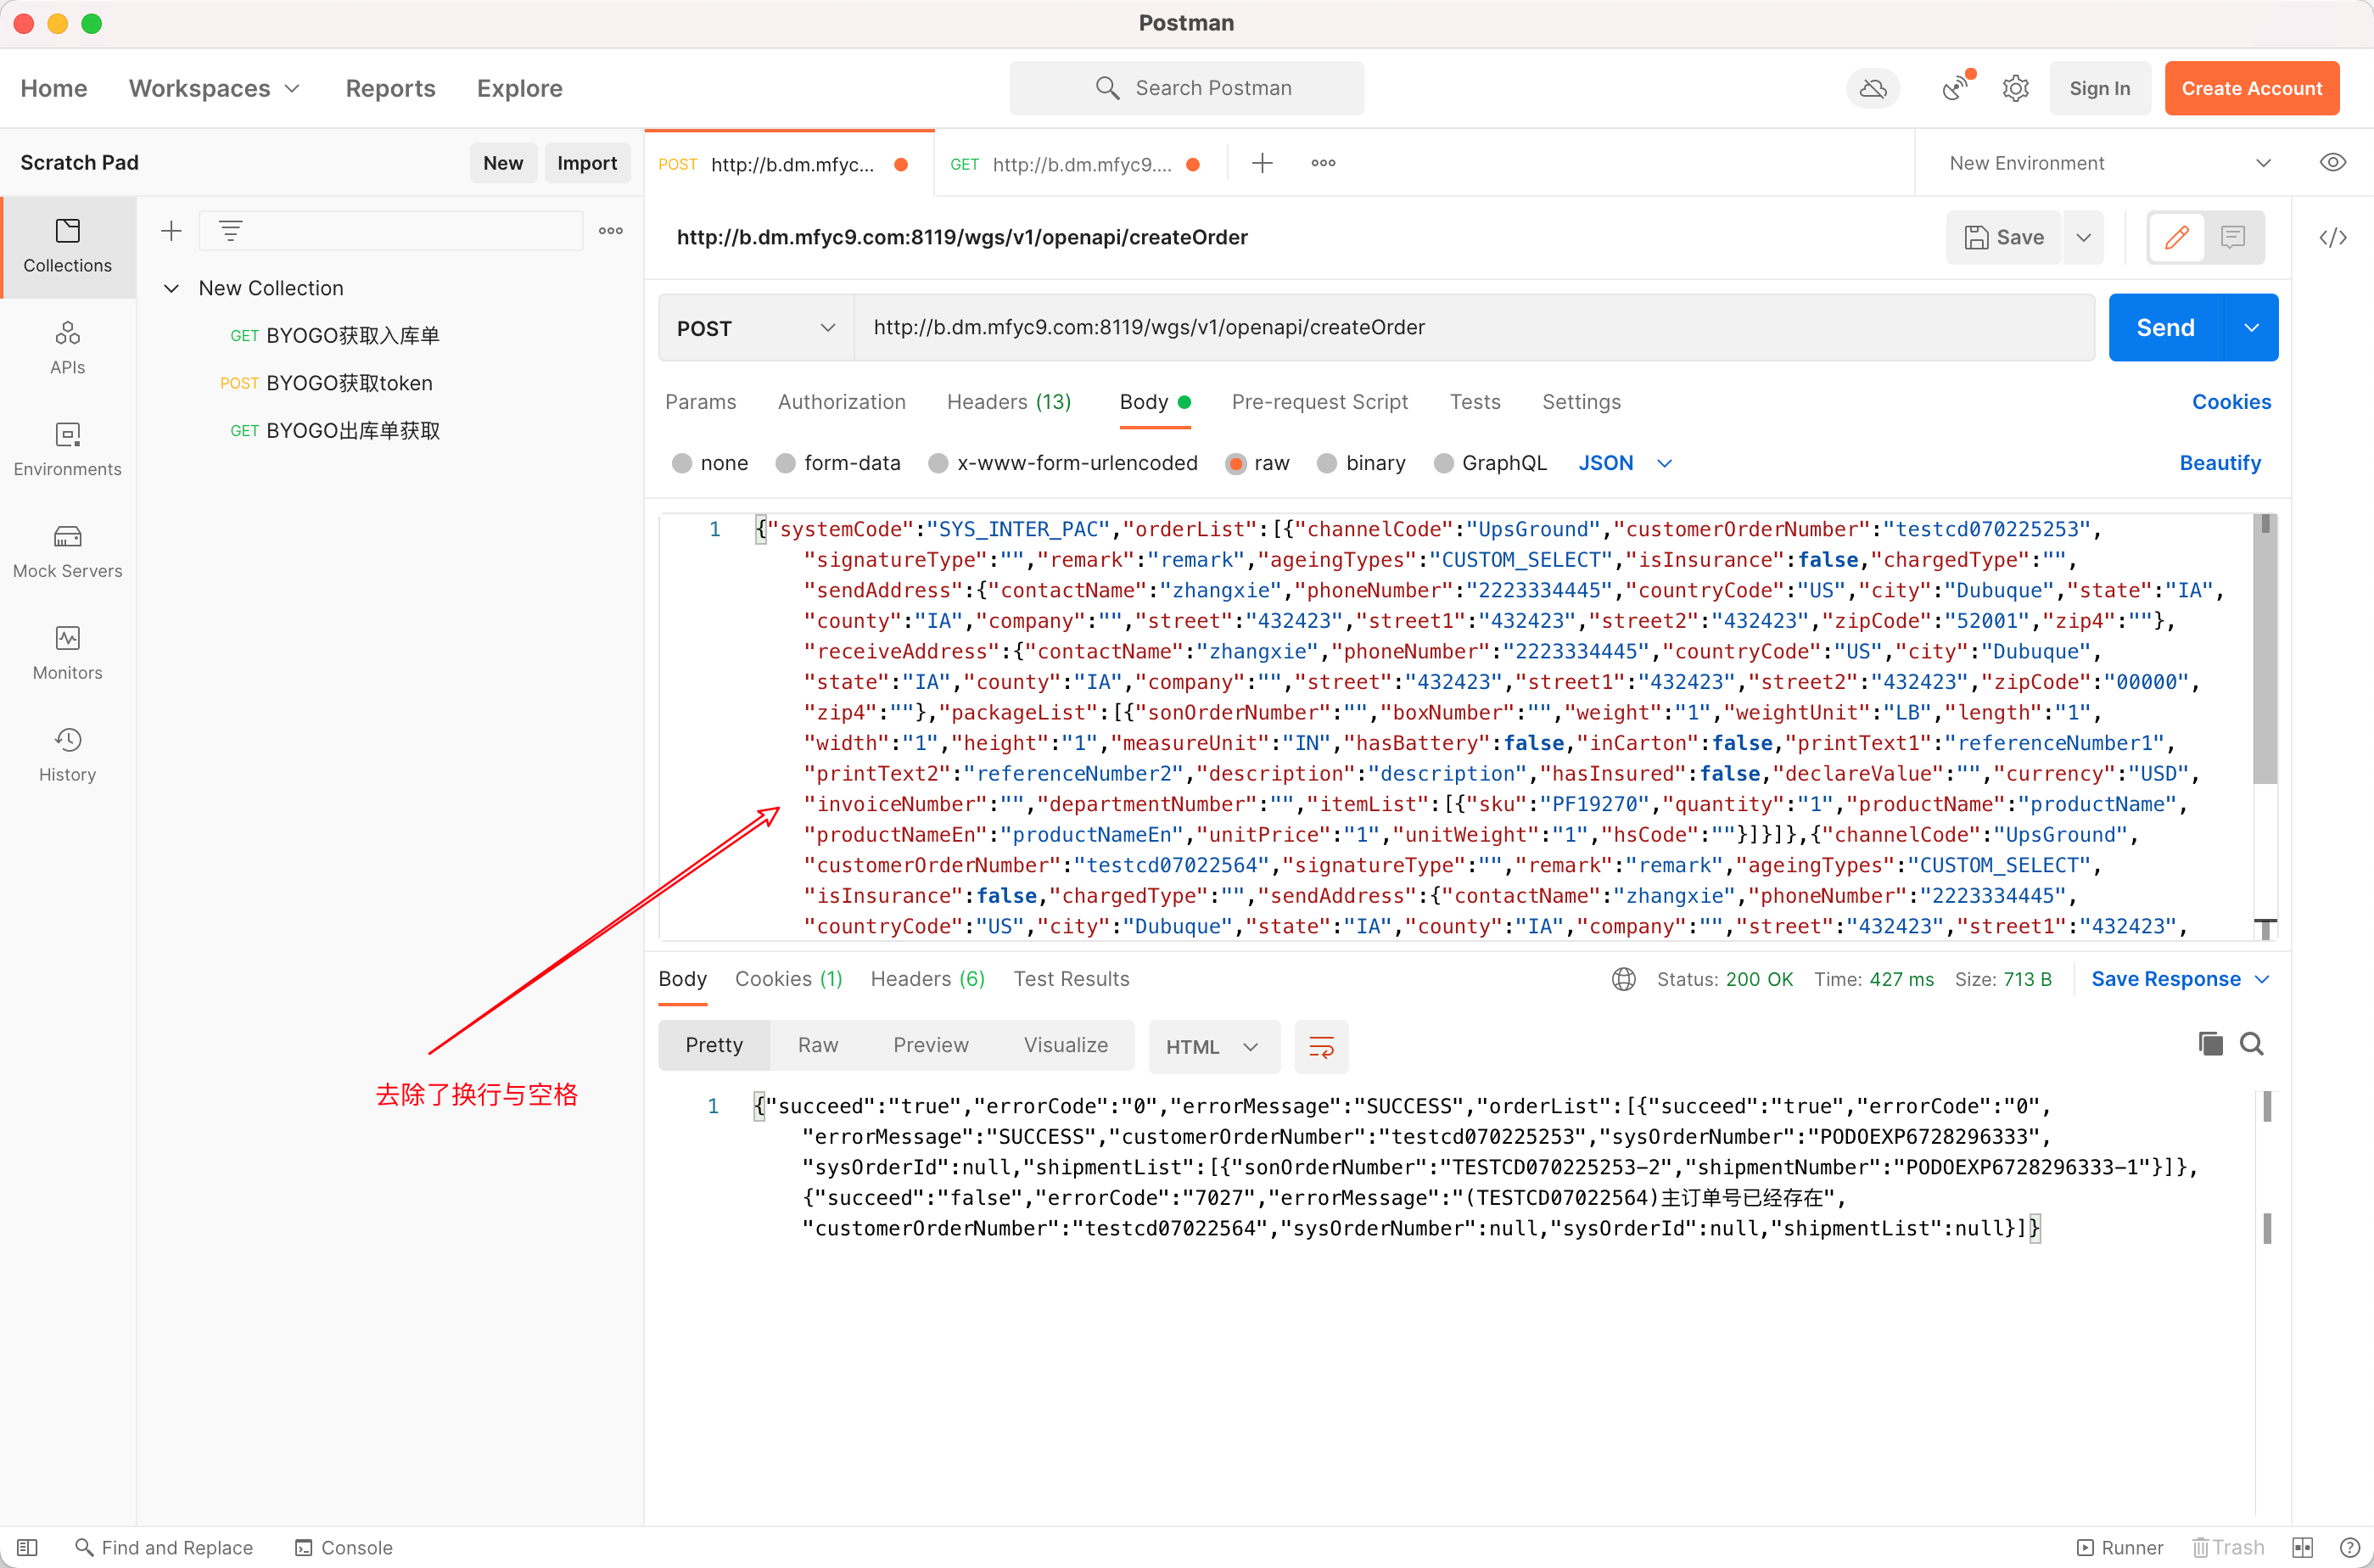 Postman
Home
Workspaces
Reports
Explore
Search Postman
Sign In
Create Account
Scratch Pad
New
Import
POST http://b.dm.mfyc...
GET http://b.dm.mfyc9....
New Environment
Collections
APIs
Environments
Mock Servers
Monitors
History
New Collection
GET BYOGO获取入库单
POST BYOGO获取token
GET BYOGO出库单获取
http://b.dm.mfyc9.com:8119/wgs/v1/openapi/createOrder
Save
POST
http://b.dm.mfyc9.com:8119/wgs/v1/openapi/createOrder
Send
Params
Authorization
Headers (13)
Body
Pre-request Script
Tests
Settings
Cookies
none
form-data
x-www-form-urlencoded
raw
binary
GraphQL
JSON
Beautify
1 {"systemCode":"SYS_INTER_PAC","orderList":[{"channelCode":"UpsGround","customerOrderNumber":"testcd070225253",
"signatureType":"","remark":"remark","ageingTypes":"CUSTOM_SELECT","isInsurance":false,"chargedType":"",
"sendAddress":{"contactName":"zhangxie","phoneNumber":"2223334445","countryCode":"US","city":"Dubuque","state":"IA",
"county":"IA","company":"","street":"432423","street1":"432423","street2":"432423","zipCode":"52001","zip4":""},
"receiveAddress":{"contactName":"zhangxie","phoneNumber":"2223334445","countryCode":"US","city":"Dubuque",
"state":"IA","county":"IA","company":"","street":"432423","street1":"432423","street2":"432423","zipCode":"00000",
"zip4":""},"packageList":[{"sonOrderNumber":"","boxNumber":"","weight":"1","weightUnit":"LB","length":"1",
"width":"1","height":"1","measureUnit":"IN","hasBattery":false,"inCarton":false,"printText1":"referenceNumber1",
"printText2":"referenceNumber2","description":"description","hasInsured":false,"declareValue":"","currency":"USD",
"invoiceNumber":"","departmentNumber":"","itemList":[{"sku":"PF19270","quantity":"1","productName":"productName",
"productNameEn":"productNameEn","unitPrice":"1","unitWeight":"1","hsCode":""}]}]},{"channelCode":"UpsGround",
"customerOrderNumber":"testcd07022564","signatureType":"","remark":"remark","ageingTypes":"CUSTOM_SELECT",
"isInsurance":false,"chargedType":"","sendAddress":{"contactName":"zhangxie","phoneNumber":"2223334445",
"countryCode":"US","city":"Dubuque","state":"IA","county":"IA","company":"","street":"432423","street1":"432423",
去除了换行与空格
Body
Cookies (1)
Headers (6)
Test Results
Status: 200 OK
Time: 427 ms
Size: 713 B
Save Response
Pretty
Raw
Preview
Visualize
HTML
1 {"succeed":"true","errorCode":"0","errorMessage":"SUCCESS","orderList":[{"succeed":"true","errorCode":"0",
"errorMessage":"SUCCESS","customerOrderNumber":"testcd070225253","sysOrderNumber":"PODOEXP6728296333",
"sysOrderId":null,"shipmentList":[{"sonOrderNumber":"TESTCD070225253-2","shipmentNumber":"PODOEXP6728296333-1"}]},
{"succeed":"false","errorCode":"7027","errorMessage":"(TESTCD07022564)主订单号已经存在",
"customerOrderNumber":"testcd07022564","sysOrderNumber":null,"sysOrderId":null,"shipmentList":null}]}
Find and Replace
Console
Runner
Trash